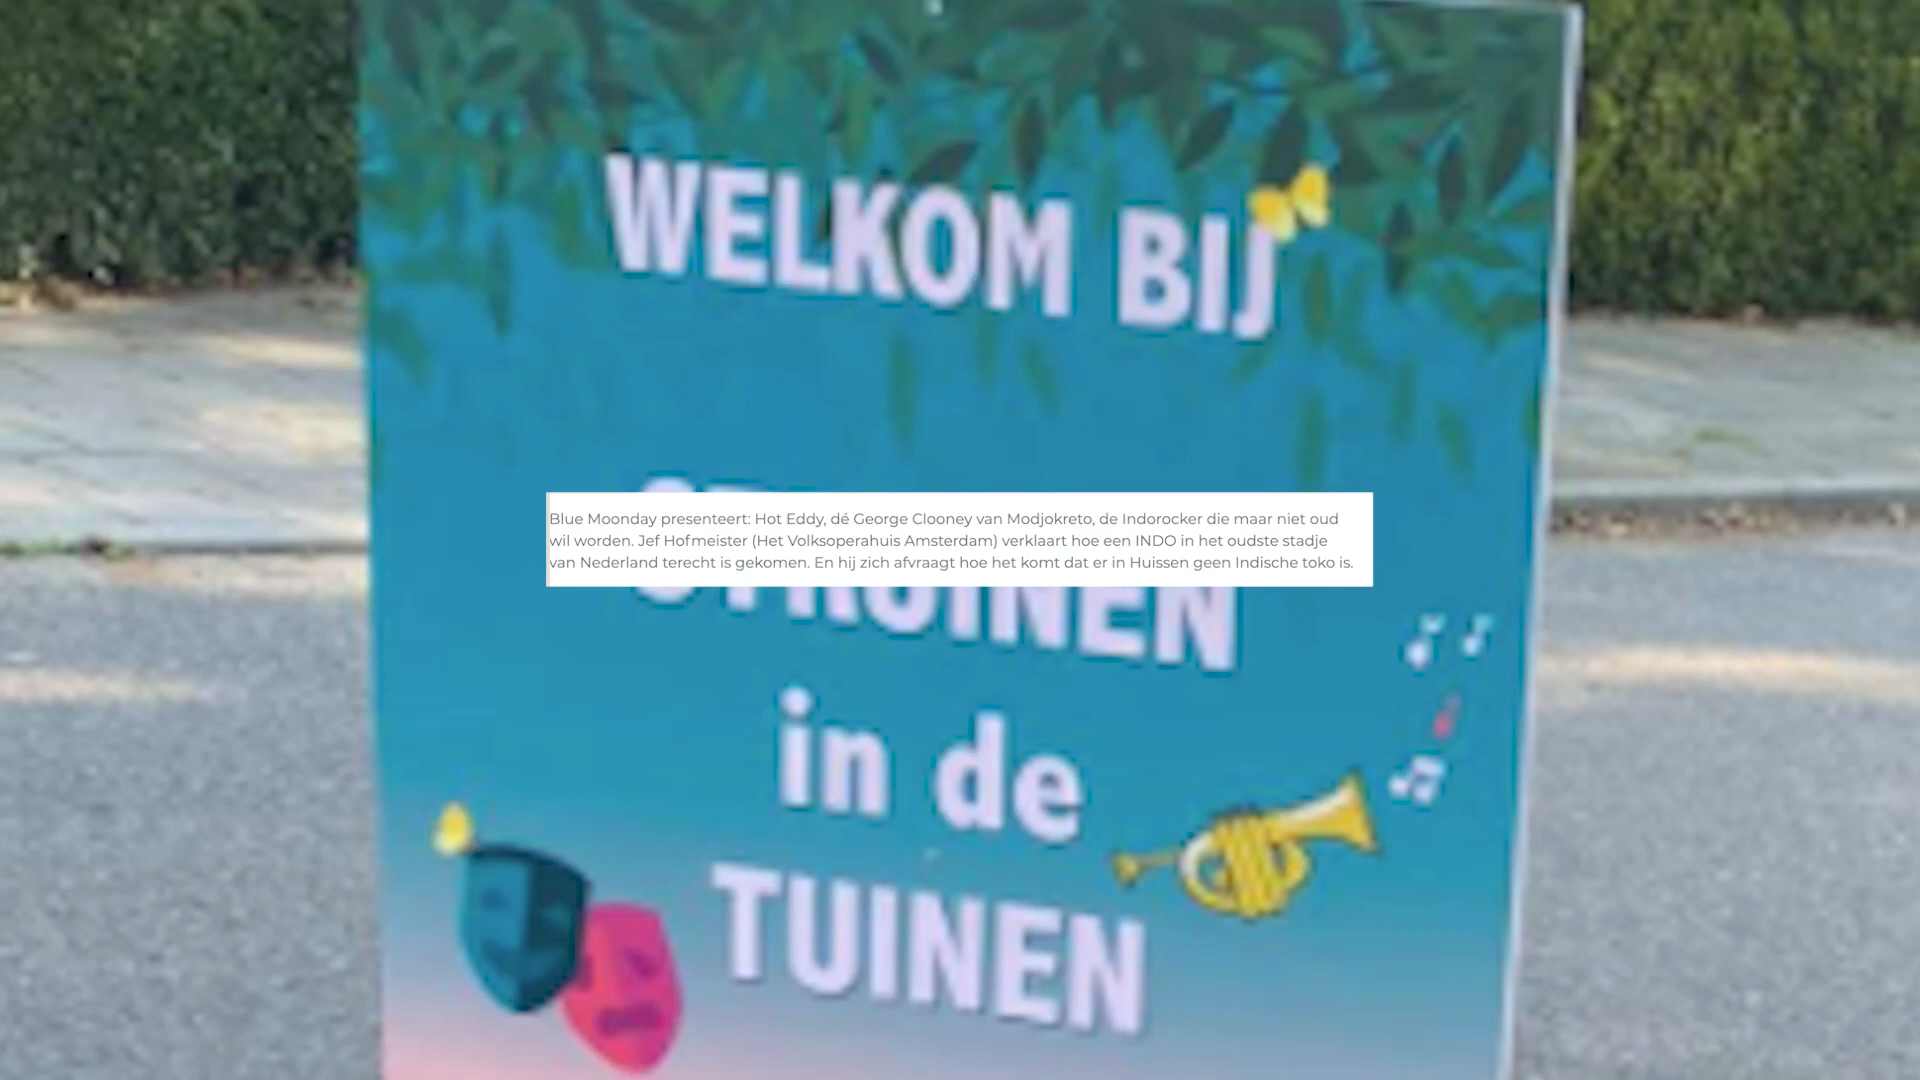 WELKOM BIJ
Blue Moonday presenteert: Hot Eddy, dé George Clooney van Modjokreto, de Indorocker die maar niet oud
wil worden. Jef Hofmeister (Het Volksoperahuis Amsterdam) verklaart hoe een INDO in het oudste stadje
van Nederland terecht is gekomen. En hij zich afvraagt hoe het komt dat er in Huissen geen Indische toko is.
STRUINEN
in de
TUINEN